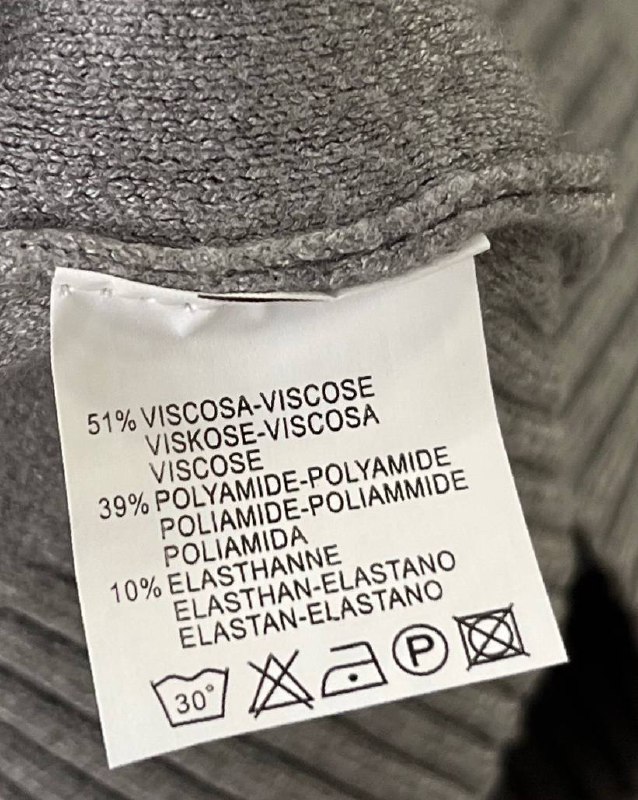 51% VISCOSA-VISCOSE
VISKOSE-VISCOSA
VISCOSE
39% POLYAMIDE-POLYAMIDE
POLIAMIDE-POLIAMMIDE
POLIAMIDA
10% ELASTHANNE
ELASTHAN-ELASTANO
ELASTAN-ELASTANO
30° P